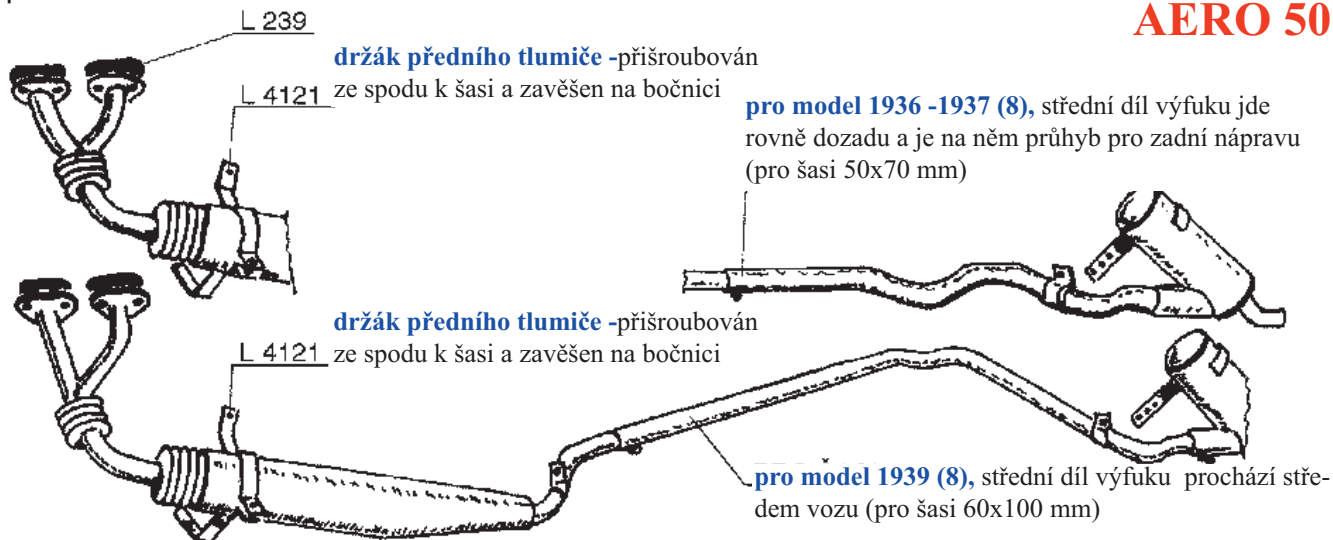 AERO 50
L 239
držák předního tlumiče -přišroubován
ze spodu k šasi a zavěšen na bočnici
L 4121
pro model 1936 -1937 (8), střední díl výfuku jde
rovně dozadu a je na něm průhyb pro zadní nápravu
(pro šasi 50x70 mm)
držák předního tlumiče -přišroubován
ze spodu k šasi a zavěšen na bočnici
L 4121
pro model 1939 (8), střední díl výfuku prochází stře-
dem vozu (pro šasi 60x100 mm)